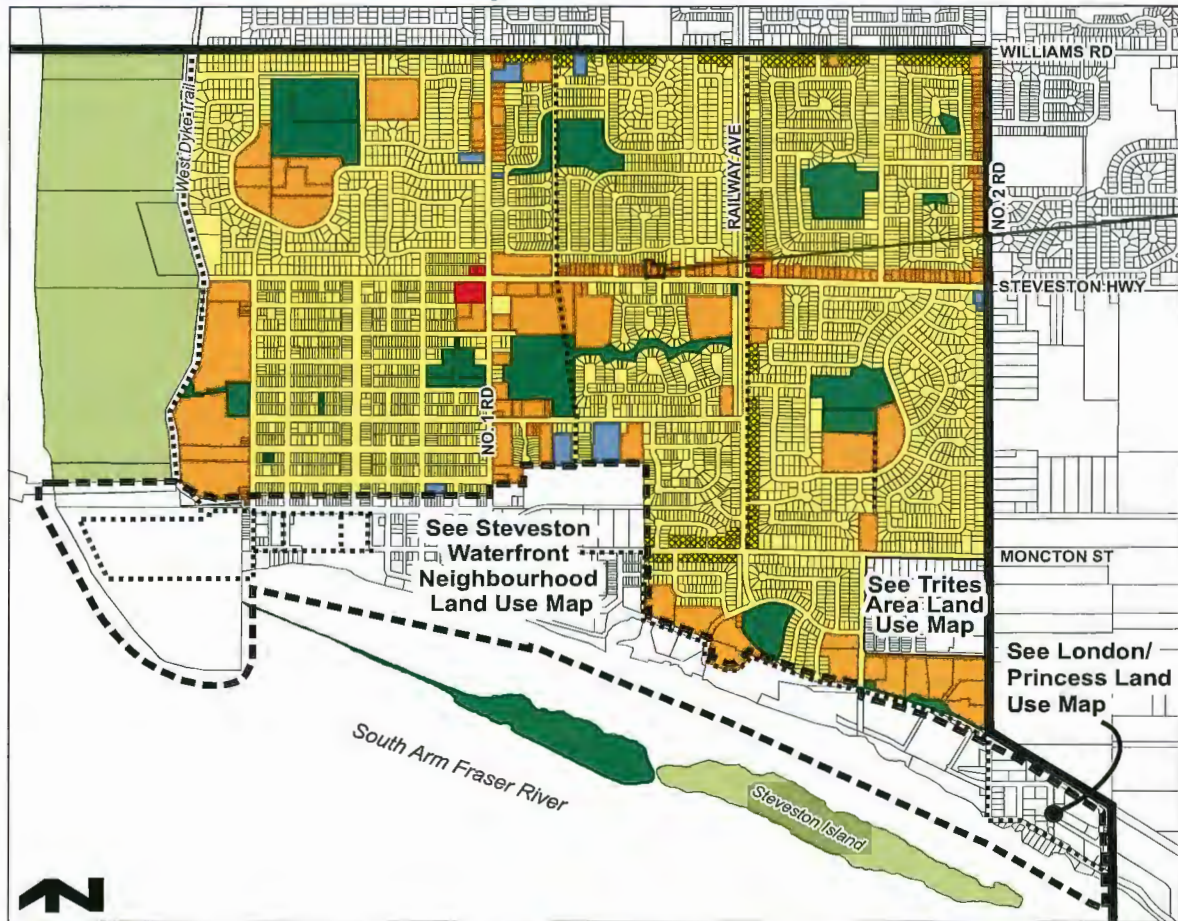 WILLIAMS RD
West Dyke Trail
RAILWAY AVE
NO. 2 RD
STEVESTON HWY
NO. 1 RD
See Steveston
Waterfront
Neighbourhood
Land Use Map
MONCTON ST
See Trites
Area Land
Use Map
See London/
Princess Land
Use Map
South Arm Fraser River
Steveston Island
N